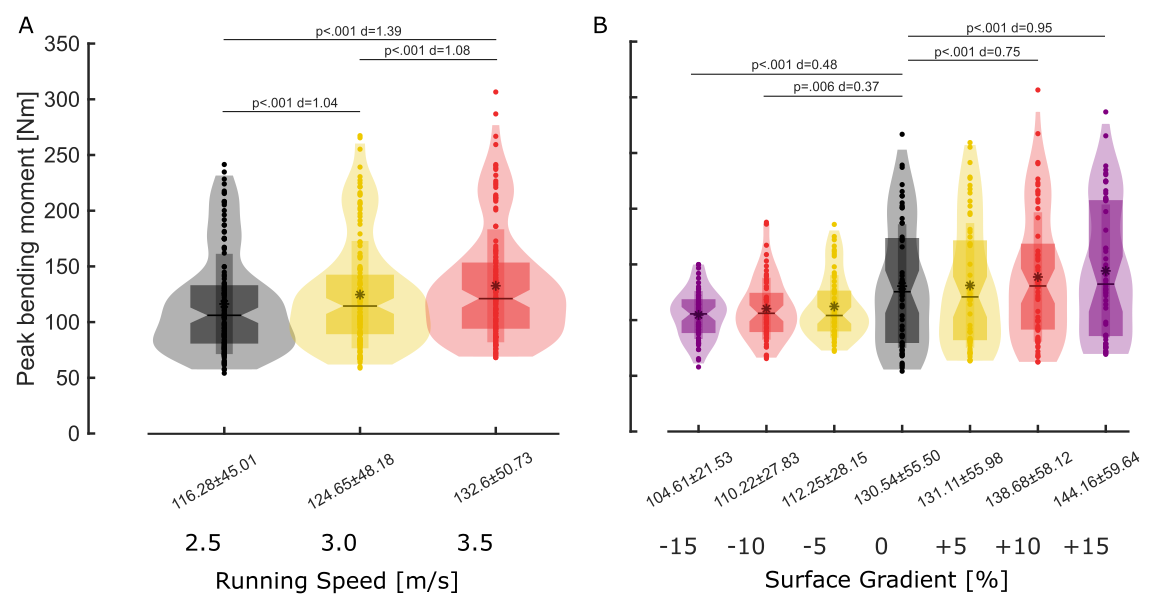 A
B
Peak bending moment [Nm]
350
300
250
200
150
100
50
0
p<.001 d=1.39
p<.001 d=1.08
p<.001 d=1.04
116.28±45.01
124.65±48.18
132.6±50.73
2.5
3.0
3.5
Running Speed [m/s]
p<.001 d=0.95
p<.001 d=0.75
p<.001 d=0.48
p=.006 d=0.37
104.61±21.53
110.22±27.83
112.25±28.15
130.54±55.50
131.11±55.98
138.68±58.12
144.16±59.64
-15
-10
-5
0
+5
+10
+15
Surface Gradient [%]